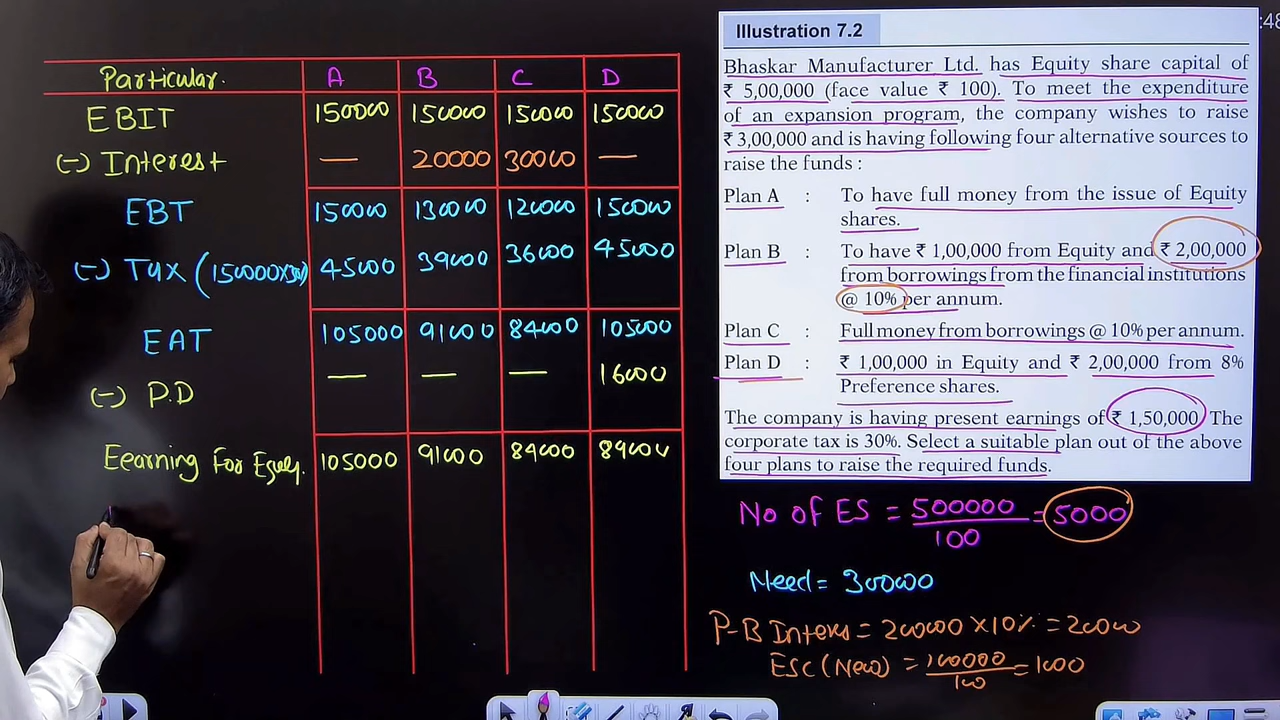 :48
Particular. A B C D
EBIT 150000 150000 150000 150000
(-) Interest — 20000 30000 —
EBT 150000 130000 120000 150000
(-) Tax (150000x30) 45000 39000 36000 45000
EAT 105000 91000 84000 105000
(-) P.D — — — 16000
Eearning For Equey. 105000 91000 84000 89000
Illustration 7.2
Bhaskar Manufacturer Ltd. has Equity share capital of
₹ 5,00,000 (face value ₹ 100). To meet the expenditure
of an expansion program, the company wishes to raise
₹ 3,00,000 and is having following four alternative sources to
raise the funds :
Plan A : To have full money from the issue of Equity
shares.
Plan B : To have ₹ 1,00,000 from Equity and ₹ 2,00,000
from borrowings from the financial institutions
@ 10% per annum.
Plan C : Full money from borrowings @ 10% per annum.
Plan D : ₹ 1,00,000 in Equity and ₹ 2,00,000 from 8%
Preference shares.
The company is having present earnings of ₹ 1,50,000 The
corporate tax is 30%. Select a suitable plan out of the above
four plans to raise the required funds.
No of ES = 500000 / 100 = 5000
Need = 300000
P-B Inters = 200000 x 10% = 20000
ESC (New) = 100000 / 100 = 1000